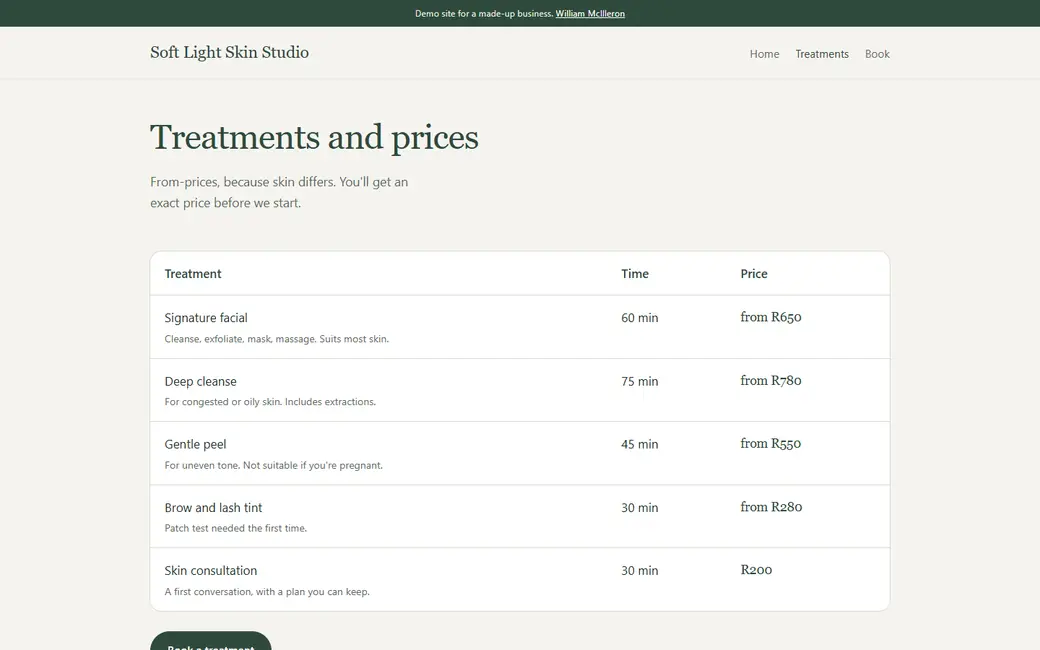 Demo site for a made-up business. William McIlleron
Soft Light Skin Studio
Home Treatments Book
Treatments and prices
From-prices, because skin differs. You'll get an
exact price before we start.
Treatment Time Price
Signature facial 60 min from R650
Cleanse, exfoliate, mask, massage. Suits most skin.
Deep cleanse 75 min from R780
For congested or oily skin. Includes extractions.
Gentle peel 45 min from R550
For uneven tone. Not suitable if you're pregnant.
Brow and lash tint 30 min from R280
Patch test needed the first time.
Skin consultation 30 min R200
A first conversation, with a plan you can keep.
Book a treatment